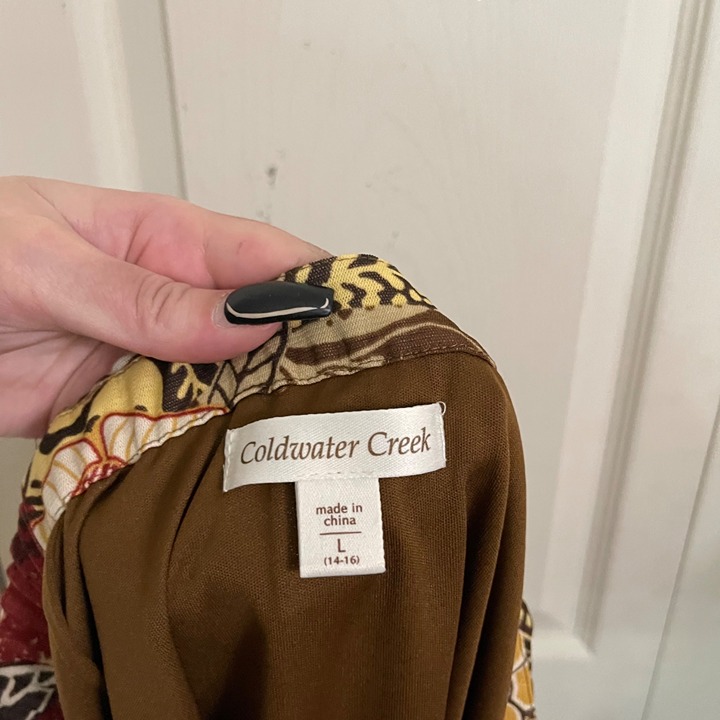 Coldwater Creek
made in
china
L
(14-16)